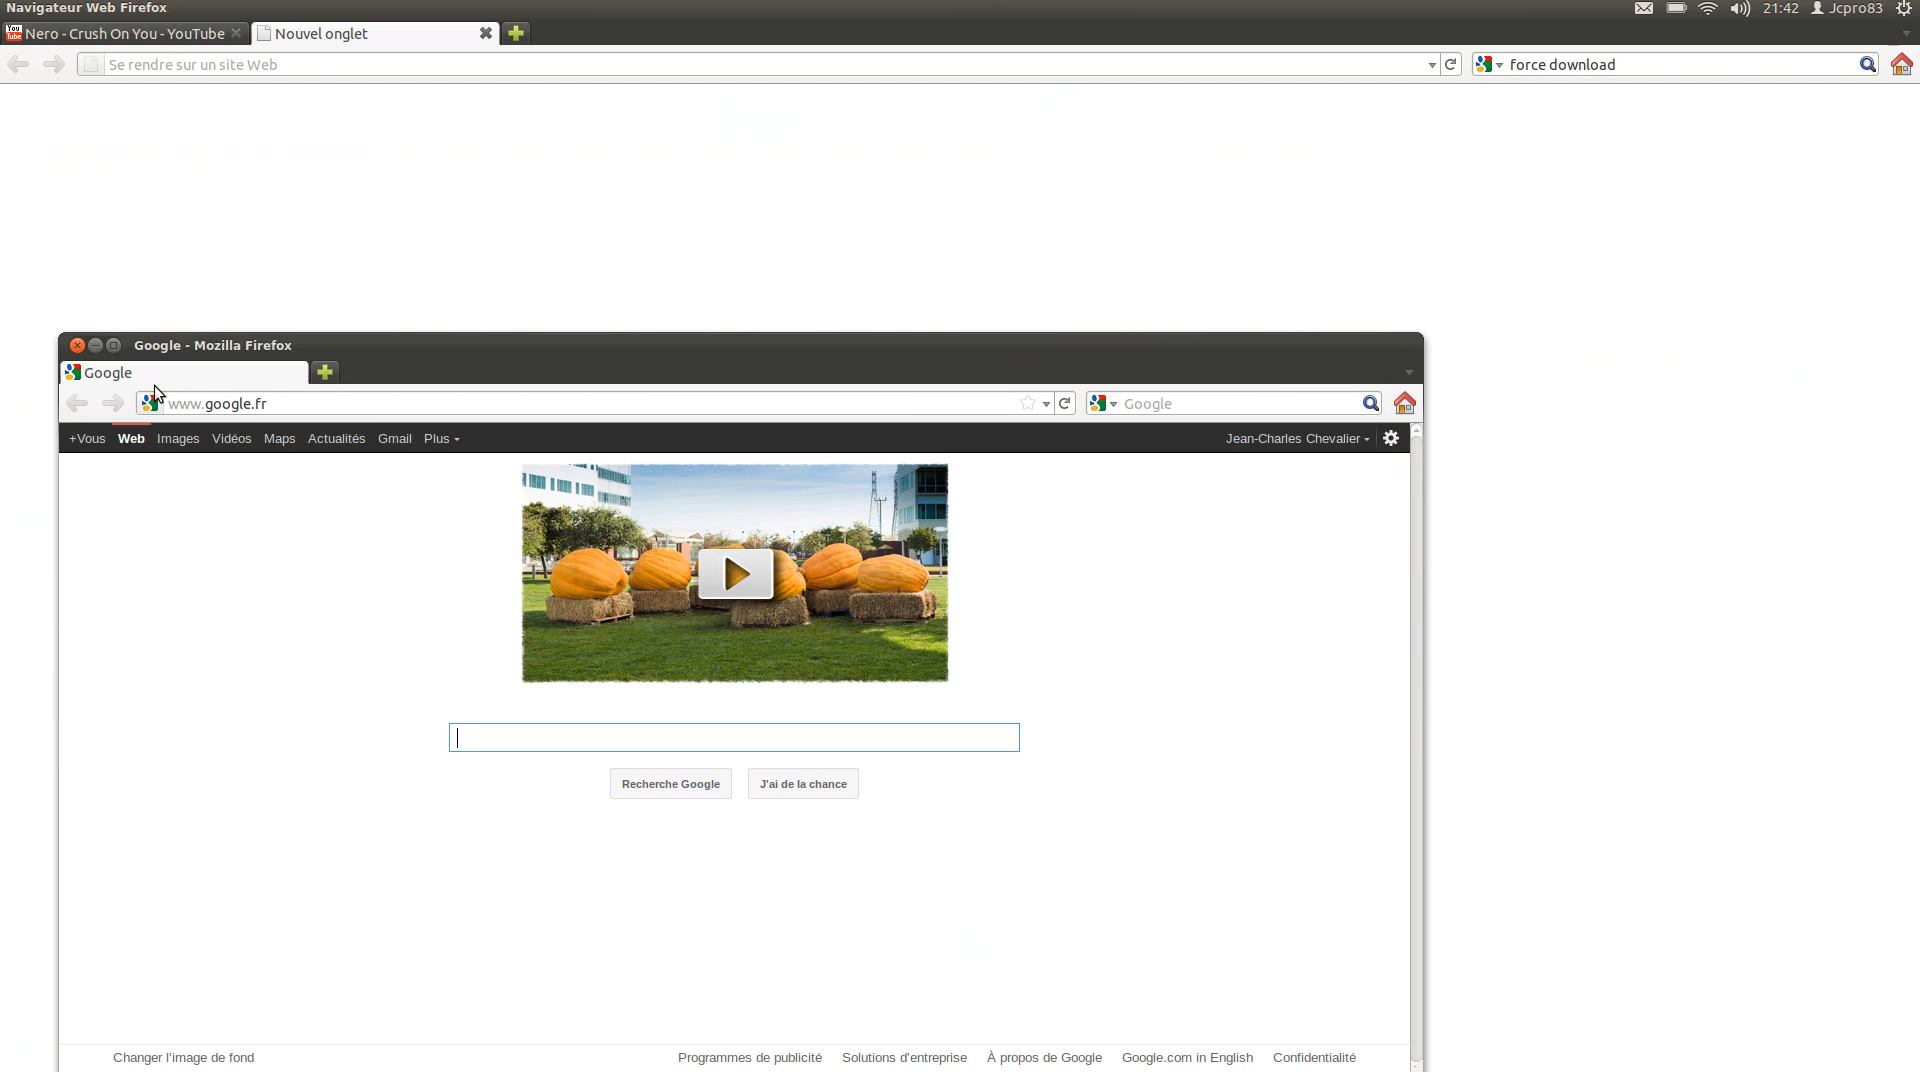 Navigateur Web Firefox
21:42 Jcpro83
You Tube Nero - Crush On You - YouTube
Nouvel onglet
Se rendre sur un site Web
force download
Google - Mozilla Firefox
Google
www.google.fr
Google
+Vous Web Images Vidéos Maps Actualités Gmail Plus
Jean-Charles Chevalier
Recherche Google
J'ai de la chance
Changer l'image de fond
Programmes de publicité Solutions d'entreprise À propos de Google Google.com in English Confidentialité